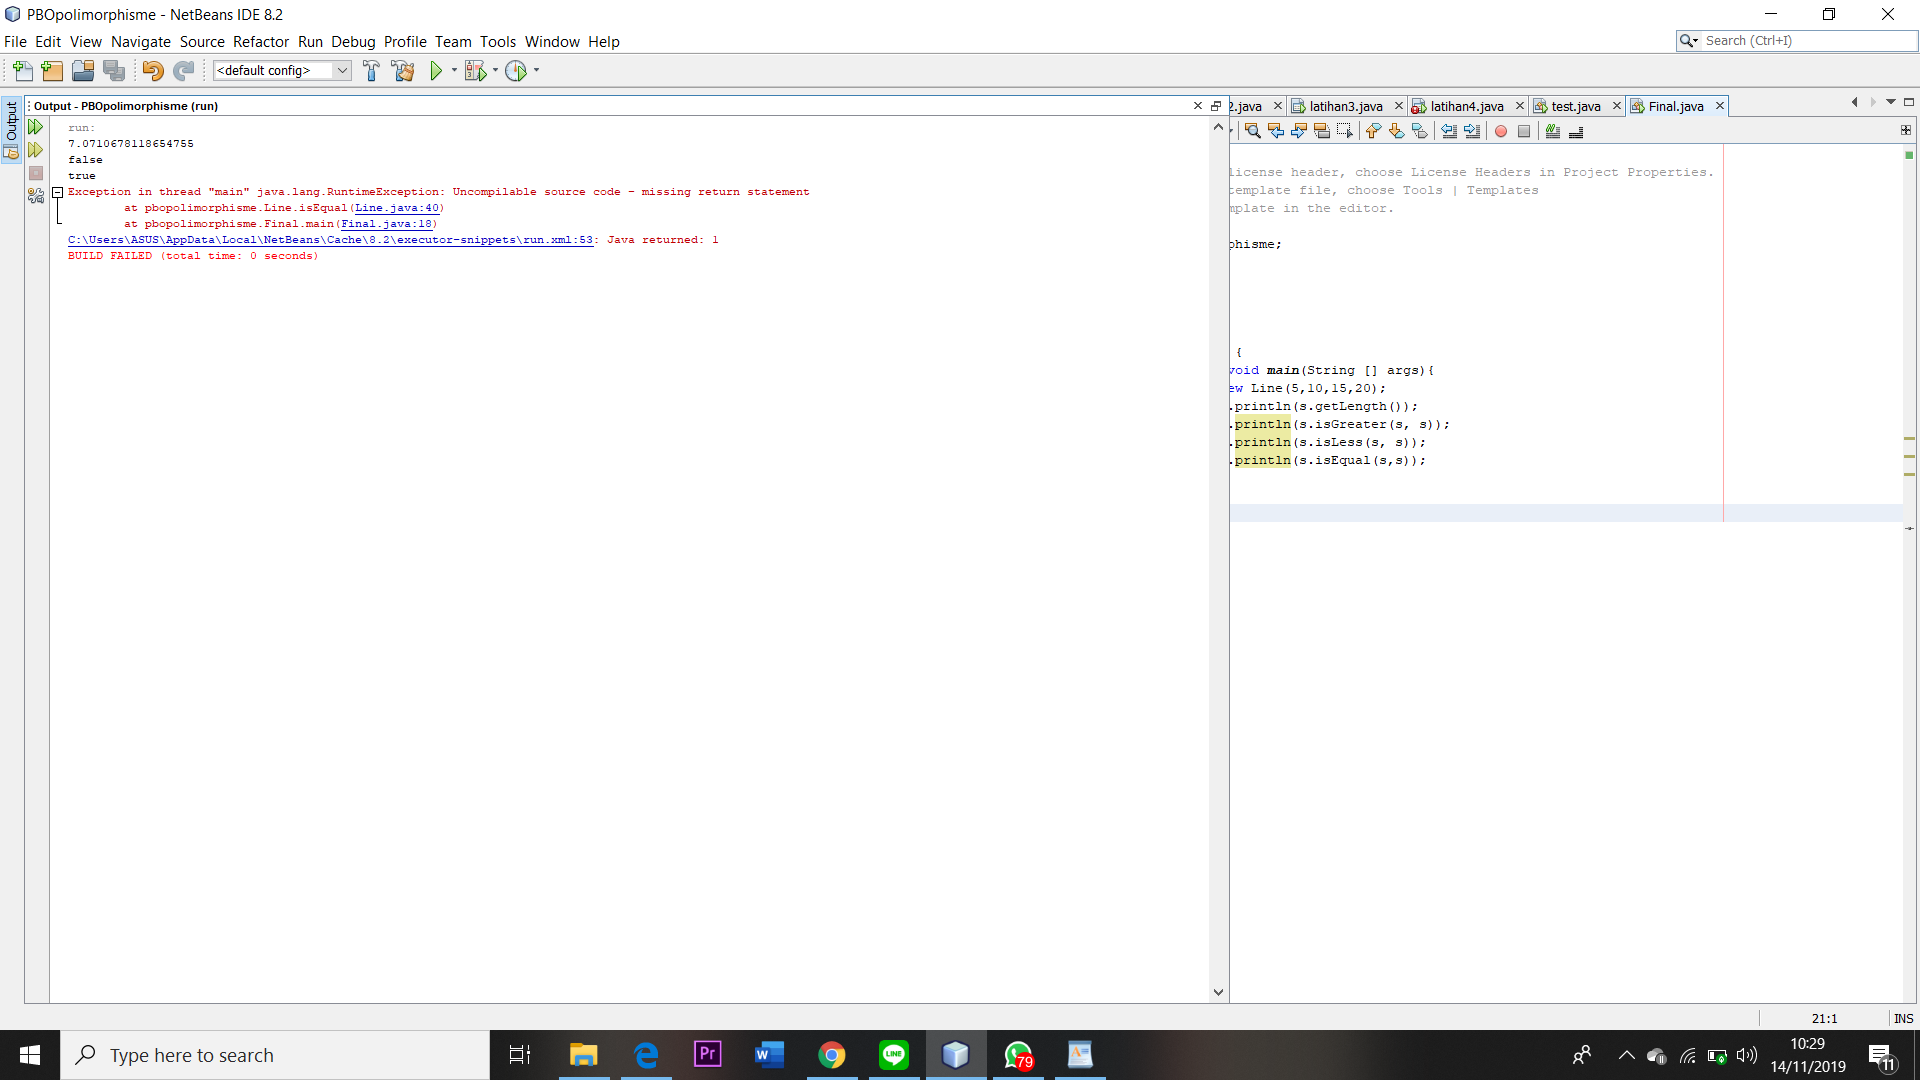 PBOpolimorphisme - NetBeans IDE 8.2
File Edit View Navigate Source Refactor Run Debug Profile Team Tools Window Help
Search (Ctrl+I)
<default config>
Output
Output - PBOpolimorphisme (run)
run:
7.0710678118654755
false
true
Exception in thread "main" java.lang.RuntimeException: Uncompilable source code - missing return statement
at pbopolimorphisme.Line.isEqual(Line.java:40)
at pbopolimorphisme.Final.main(Final.java:18)
C:\Users\ASUS\AppData\Local\NetBeans\Cache\8.2\executor-snippets\run.xml:53: Java returned: 1
BUILD FAILED (total time: 0 seconds)
2.java latihan3.java latihan4.java test.java Final.java
license header, choose License Headers in Project Properties.
template file, choose Tools | Templates
mplate in the editor.
phisme;
{
void main(String [] args){
ew Line(5,10,15,20);
.println(s.getLength());
.println(s.isGreater(s, s));
.println(s.isLess(s, s));
.println(s.isEqual(s,s));
21:1 INS
Type here to search
Pr
W
LINE
79
10:29
14/11/2019
11